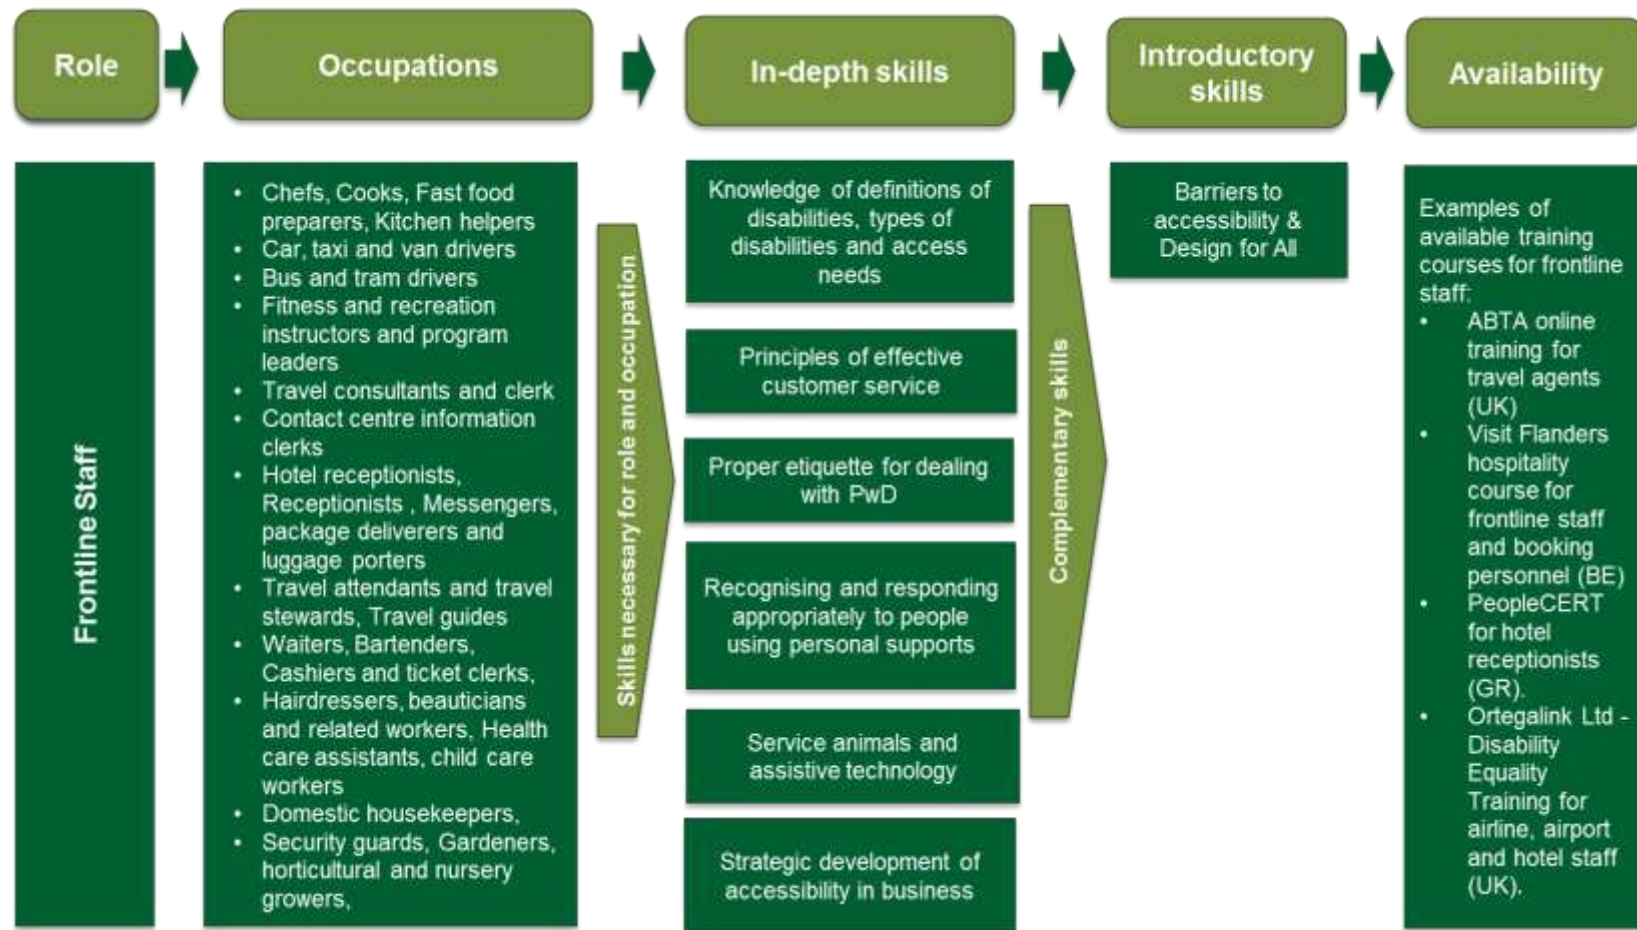 Role
Occupations
In-depth skills
Introductory
skills
Availability
Frontline Staff
• Chefs, Cooks, Fast food
preparers, Kitchen helpers
• Car, taxi and van drivers
• Bus and tram drivers
• Fitness and recreation
instructors and program
leaders
• Travel consultants and clerk
• Contact centre information
clerks
• Hotel receptionists,
Receptionists , Messengers,
package deliverers and
luggage porters
• Travel attendants and travel
stewards, Travel guides
• Waiters, Bartenders,
Cashiers and ticket clerks,
• Hairdressers, beauticians
and related workers, Health
care assistants, child care
workers
• Domestic housekeepers,
• Security guards, Gardeners,
horticultural and nursery
growers,
Skills necessary for role and occupation
Knowledge of definitions of
disabilities, types of
disabilities and access
needs
Principles of effective
customer service
Proper etiquette for dealing
with PwD
Recognising and responding
appropriately to people
using personal supports
Service animals and
assistive technology
Strategic development of
accessibility in business
Complementary skills
Barriers to
accessibility &
Design for All
Examples of
available training
courses for frontline
staff:
• ABTA online
training for
travel agents
(UK)
• Visit Flanders
hospitality
course for
frontline staff
and booking
personnel (BE)
• PeopleCERT
for hotel
receptionists
(GR).
• Ortegalink Ltd -
Disability
Equality
Training for
airline, airport
and hotel staff
(UK).